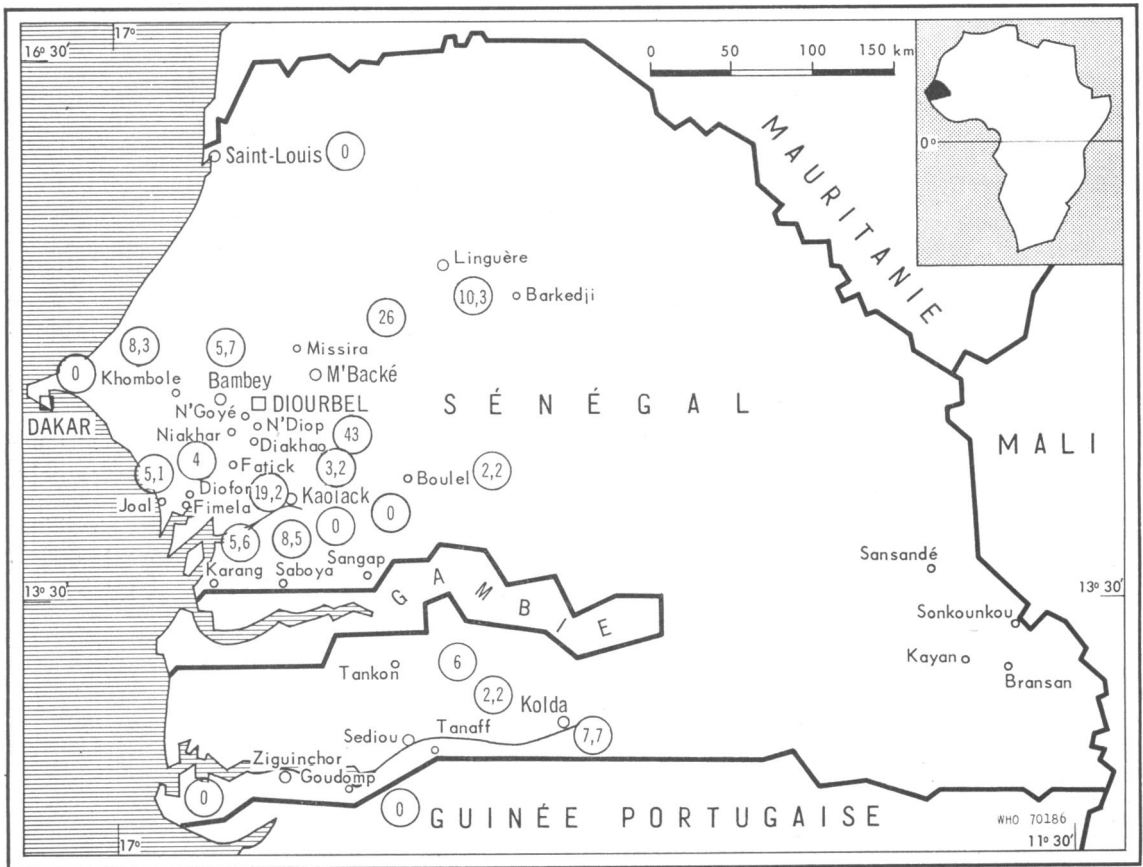 17°
16° 30'
0 50 100 150 km
0°
MAURITANIE
Saint-Louis 0
Linguère
10,3
Barkedji
26
8,3
5,7
Missira
0
Khombole
Bambey
M'Backé
DAKAR
DIOURBEL
SÉNÉGAL
N'Goyé
N'Diop
MALI
Niakhar
Diakhao
43
5,1
4
Fatick
3,2
Boulel
2,2
Joal
Diofor
19,2
Kaolack
Fimela
5,6
8,5
0
0
Karang
Saboya
Sangap
Sansandé
13° 30'
13° 30'
GAMBIE
Sonkounkou
Tankon
6
Kayan
Bransan
2,2
Kolda
Sediou
Tanaff
7,7
Ziguinchor
Goudomp
0
0
GUINÉE PORTUGAISE
WHO 70186
17°
11° 30'